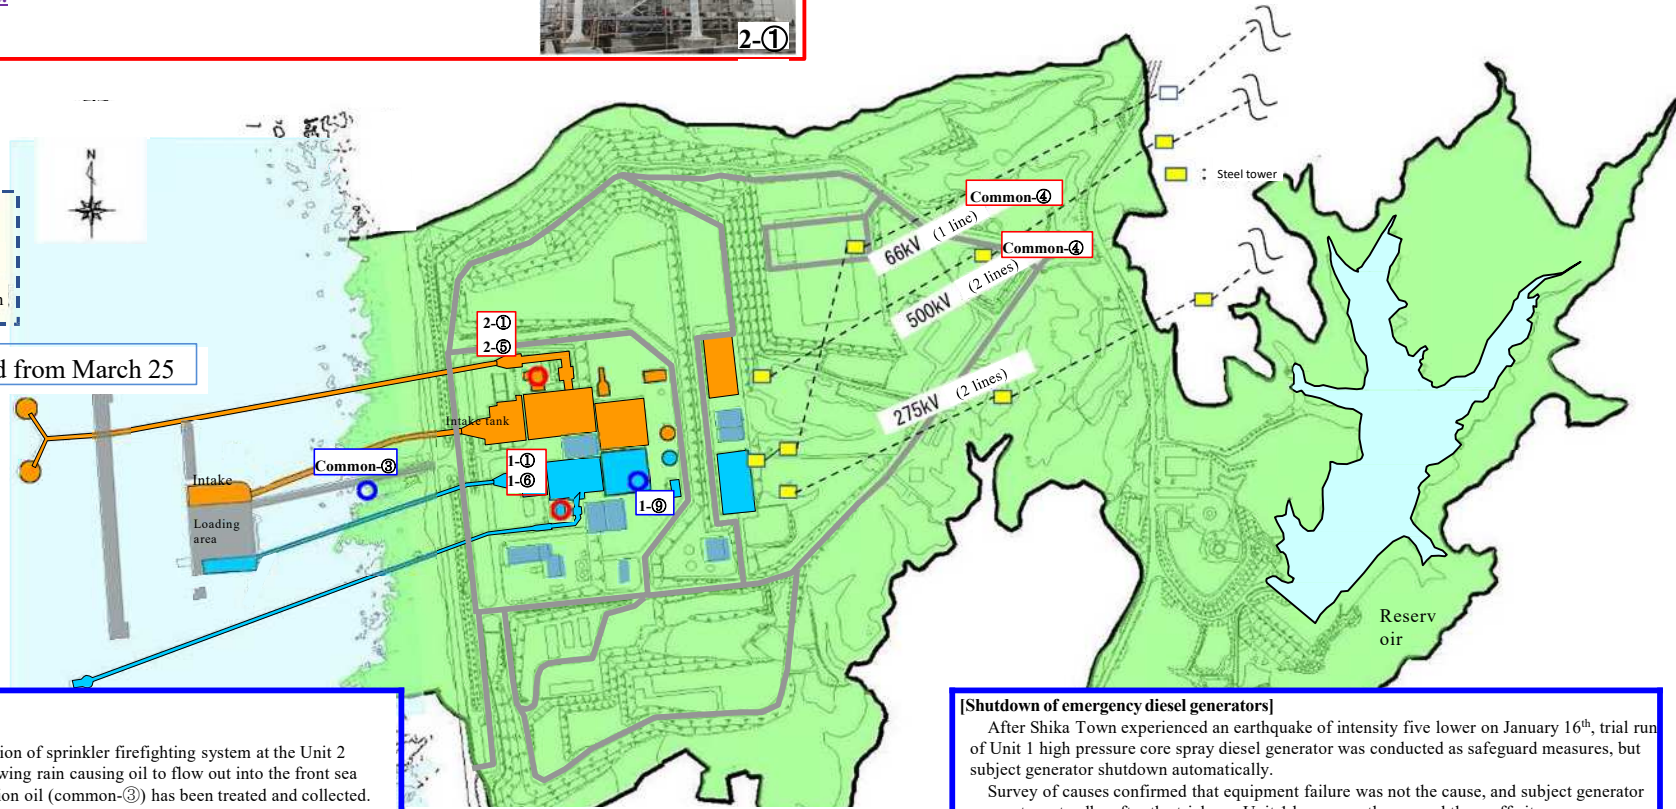 2-①
N
: Steel tower
Common-④
66kV (1 line)
Common-④
500kV (2 lines)
2-①
2-⑤
d from March 25
275kV (2 lines)
Intake tank
Common-③
1-①
1-⑥
Intake
1-⑨
Loading
area
Reserv
oir
ion of sprinkler firefighting system at the Unit 2
wing rain causing oil to flow out into the front sea
ion oil (common-③) has been treated and collected.
[Shutdown of emergency diesel generators]
After Shika Town experienced an earthquake of intensity five lower on January 16th, trial run
of Unit 1 high pressure core spray diesel generator was conducted as safeguard measures, but
subject generator shutdown automatically.
Survey of causes confirmed that equipment failure was not the cause, and subject generator